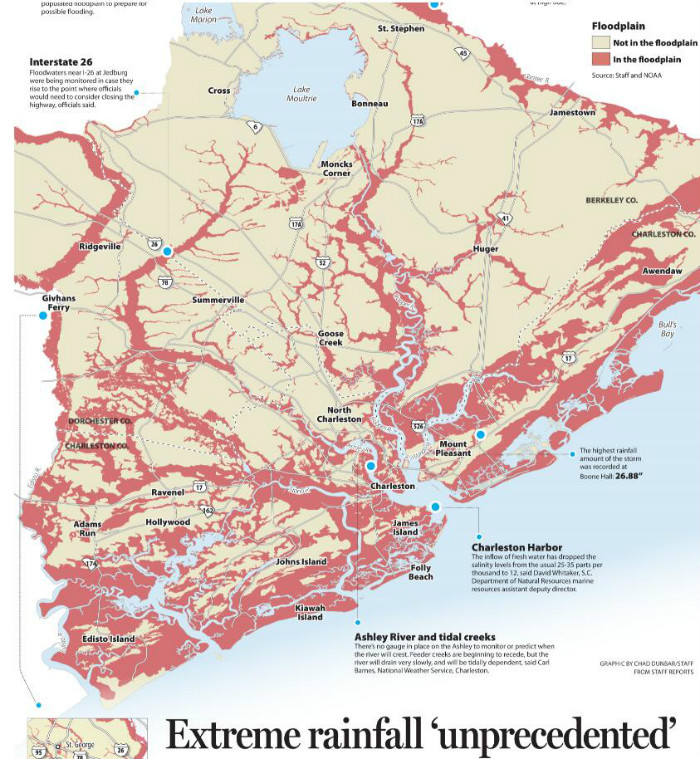 populated floodplain to prepare for
possible flooding.
Lake
Marion
St. Stephen
Floodplain
Not in the floodplain
In the floodplain
Source: Staff and NOAA
Interstate 26
Floodwaters near I-26 at Jedburg
were being monitored in case they
rise to the point where officials
would need to consider closing the
highway, officials said.
45
Cross
Lake
Moultrie
Bonneau
Jamestown
17A
6
Moncks
Corner
BERKELEY CO.
17A
41
CHARLESTON CO.
Ridgeville
26
Huger
52
Awendaw
78
Givhans
Ferry
Summerville
Bull's
Bay
Goose
Creek
17
North
Charleston
DORCHESTER CO.
526
CHARLESTON CO.
Mount
Pleasant
The highest rainfall
amount of the storm
was recorded at
Boone Hall: 26.88"
Charleston
Ravenel
17
162
Adams
Run
Hollywood
James
Island
Charleston Harbor
The inflow of fresh water has dropped the
salinity levels from the usual 25-35 parts per
thousand to 12, said David Whitaker, S.C.
Department of Natural Resources marine
resources assistant deputy director.
174
Johns Island
Folly
Beach
Kiawah
Island
Edisto Island
Ashley River and tidal creeks
There's no gauge in place on the Ashley to monitor or predict when
the river will crest. Feeder creeks are beginning to recede, but the
river will drain very slowly, and will be tidally dependent, said Carl
Barnes, National Weather Service, Charleston.
GRAPHIC BY CHAD DUNBAR/STAFF
FROM STAFF REPORTS
Extreme rainfall ‘unprecedented’
St. George
95
78
26